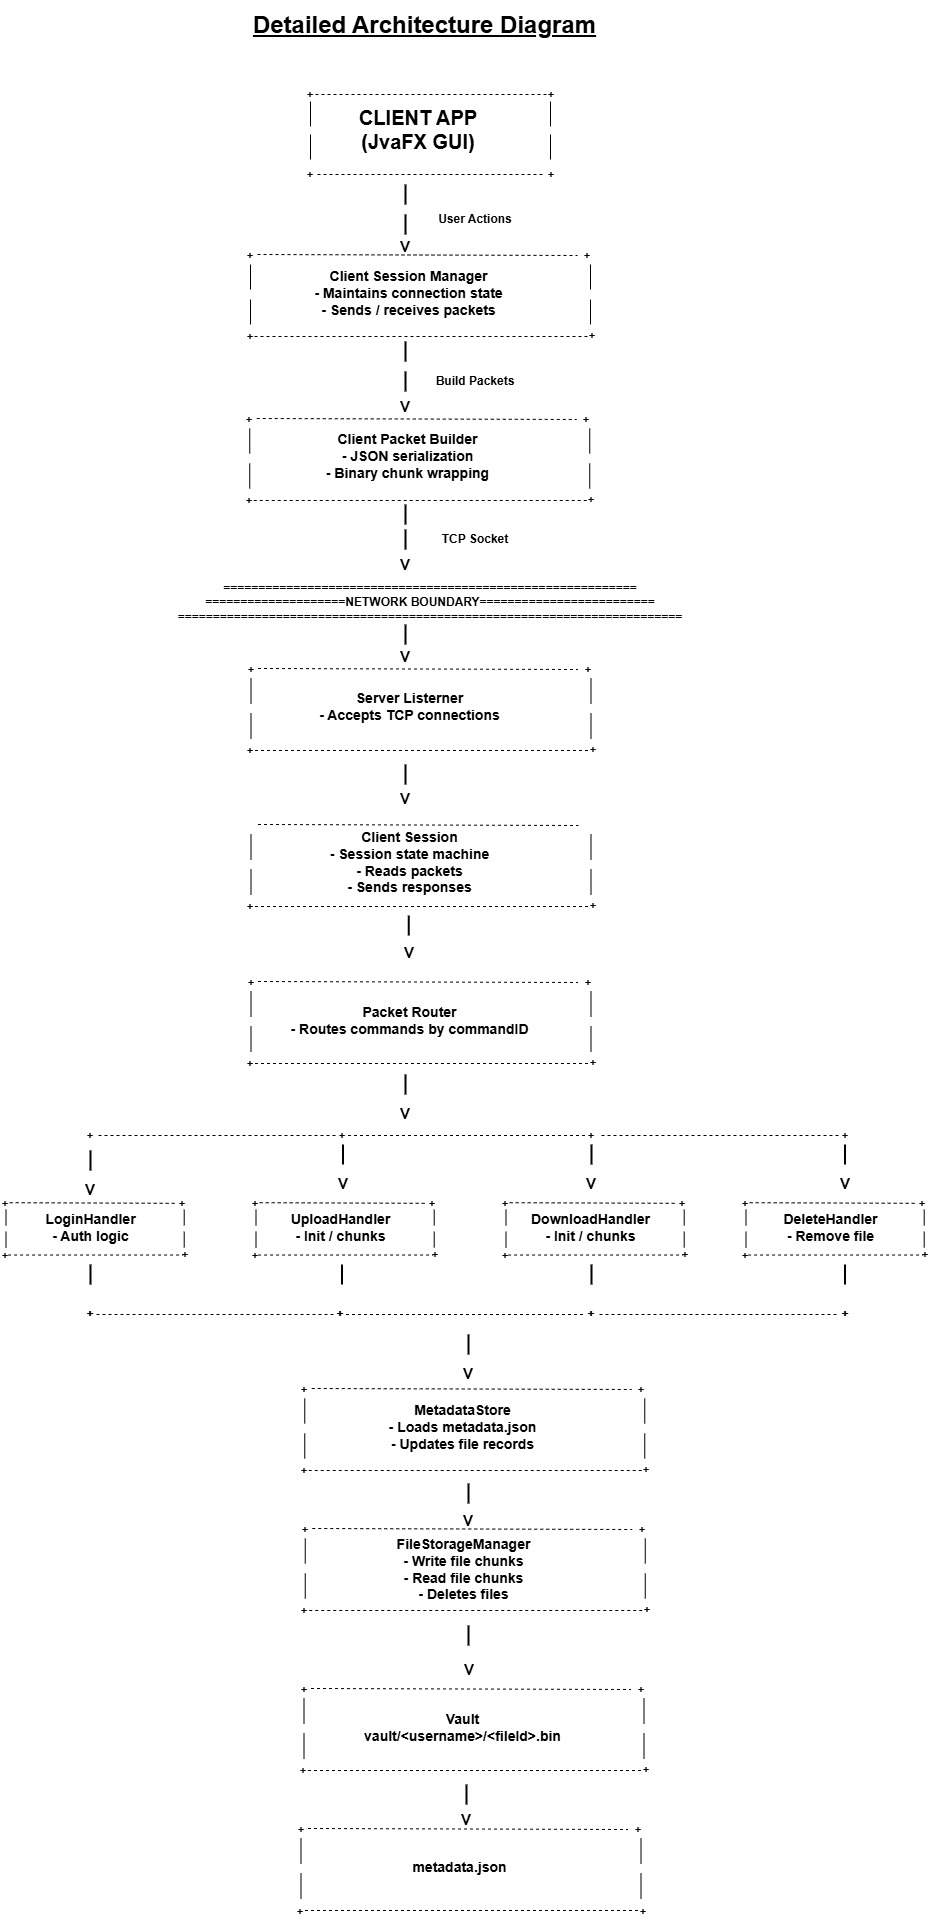 Detailed Architecture Diagram
CLIENT APP
(JvaFX GUI)
User Actions
V
Client Session Manager
- Maintains connection state
- Sends / receives packets
Build Packets
V
Client Packet Builder
- JSON serialization
- Binary chunk wrapping
TCP Socket
V
NETWORK BOUNDARY
V
Server Listerner
- Accepts TCP connections
V
Client Session
- Session state machine
- Reads packets
- Sends responses
V
Packet Router
- Routes commands by commandID
V
V V V V
LoginHandler UploadHandler DownloadHandler DeleteHandler
- Auth logic - Init / chunks - Init / chunks - Remove file
V
MetadataStore
- Loads metadata.json
- Updates file records
V
FileStorageManager
- Write file chunks
- Read file chunks
- Deletes files
V
Vault
vault/<username>/<fileId>.bin
V
metadata.json